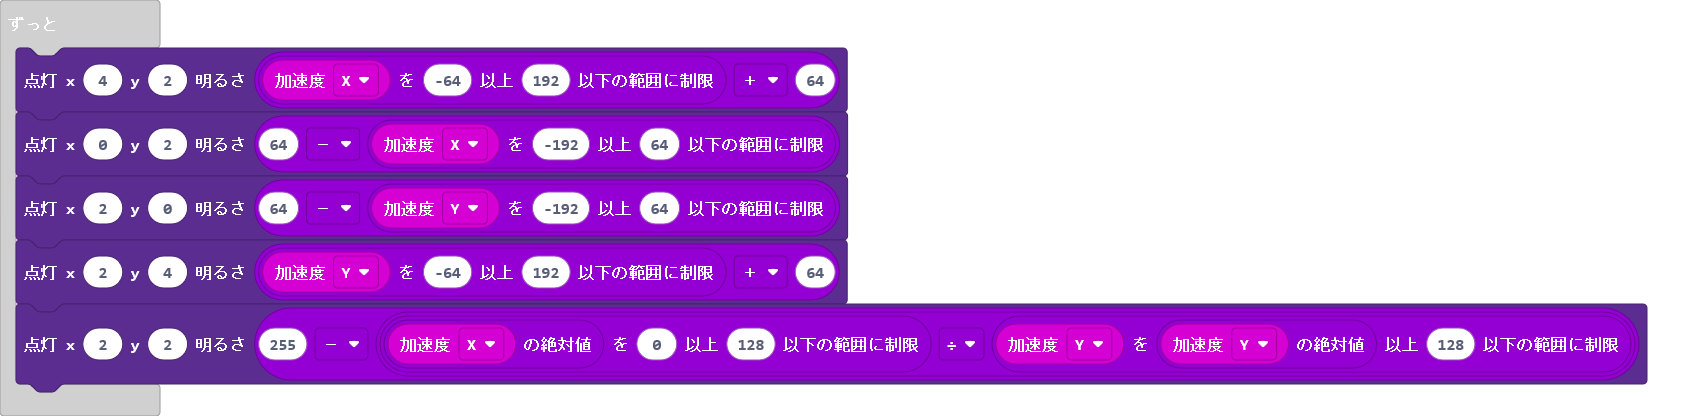 ずっと
点灯 x 4 y 2 明るさ 加速度 X を -64 以上 192 以下の範囲に制限 + 64
点灯 x 0 y 2 明るさ 64 - 加速度 X を -192 以上 64 以下の範囲に制限
点灯 x 2 y 0 明るさ 64 - 加速度 Y を -192 以上 64 以下の範囲に制限
点灯 x 2 y 4 明るさ 加速度 Y を -64 以上 192 以下の範囲に制限 + 64
点灯 x 2 y 2 明るさ 255 - 加速度 X の絶対値 を 0 以上 128 以下の範囲に制限 ÷ 加速度 Y を 加速度 Y の絶対値 以上 128 以下の範囲に制限